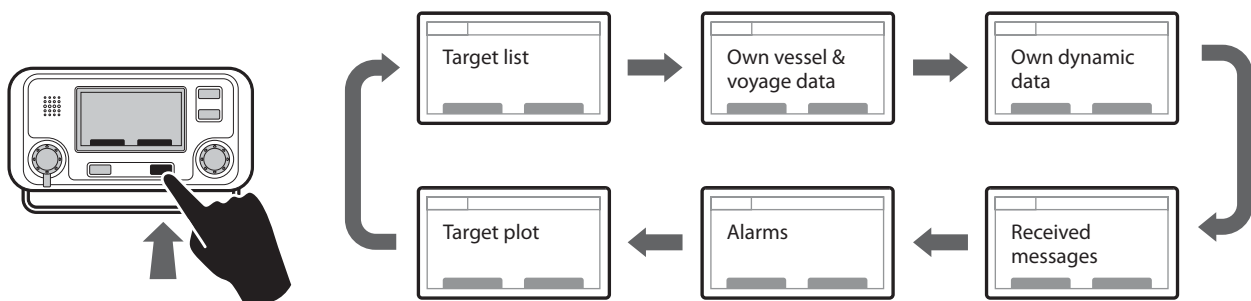 Target list
Own vessel &
voyage data
Own dynamic
data
Target plot
Alarms
Received
messages